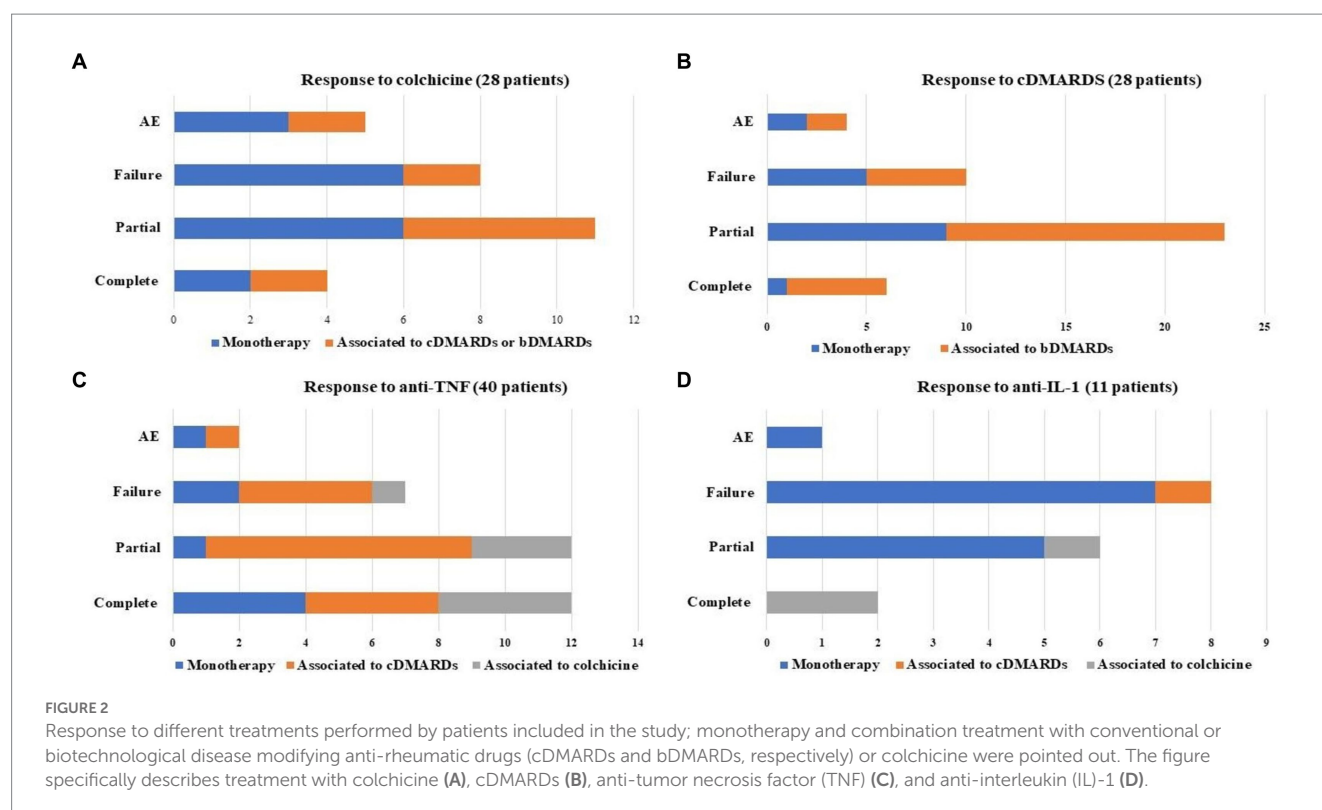 A
Response to colchicine (28 patients)
AE
Failure
Partial
Complete
0 2 4 6 8 10 12
Monotherapy Associated to cDMARDs or bDMARDs
B
Response to cDMARDS (28 patients)
AE
Failure
Partial
Complete
0 5 10 15 20 25
Monotherapy Associated to bDMARDs
C
Response to anti-TNF (40 patients)
AE
Failure
Partial
Complete
0 2 4 6 8 10 12 14
Monotherapy Associated to cDMARDs Associated to colchicine
D
Response to anti-IL-1 (11 patients)
AE
Failure
Partial
Complete
0 1 2 3 4 5 6 7 8 9
Monotherapy Associated to cDMARDs Associated to colchicine
FIGURE 2
Response to different treatments performed by patients included in the study; monotherapy and combination treatment with conventional or
biotechnological disease modifying anti-rheumatic drugs (cDMARDs and bDMARDs, respectively) or colchicine were pointed out. The figure
specifically describes treatment with colchicine (A), cDMARDs (B), anti-tumor necrosis factor (TNF) (C), and anti-interleukin (IL)-1 (D).